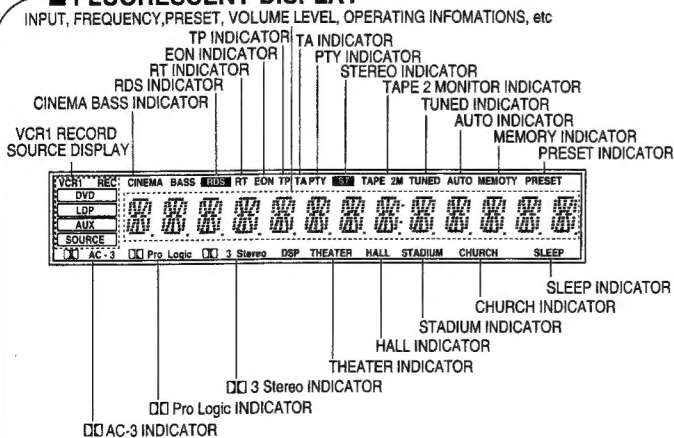 ■ FLUORESCENT DISPLAY
INPUT, FREQUENCY,PRESET, VOLUME LEVEL, OPERATING INFOMATIONS, etc
TP INDICATOR
TA INDICATOR
EON INDICATOR
PTY INDICATOR
RT INDICATOR
STEREO INDICATOR
RDS INDICATOR
TAPE 2 MONITOR INDICATOR
CINEMA BASS INDICATOR
TUNED INDICATOR
AUTO INDICATOR
VCR1 RECORD
SOURCE DISPLAY
MEMORY INDICATOR
PRESET INDICATOR
VCR1 REC CINEMA BASS RDS RT EON TP TA PTY ST TAPE 2M TUNED AUTO MEMOTY PRESET
DVD
LDP
AUX
SOURCE
AC-3 Pro Logic 3 Stereo DSP THEATER HALL STADIUM CHURCH SLEEP
SLEEP INDICATOR
CHURCH INDICATOR
STADIUM INDICATOR
HALL INDICATOR
THEATER INDICATOR
3 Stereo INDICATOR
Pro Logic INDICATOR
AC-3 INDICATOR